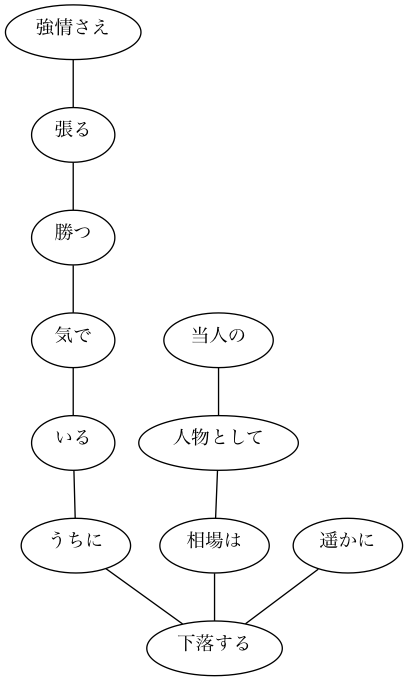 強情さえ
張る
勝つ
気で
当人の
いる
人物として
うちに
相場は
遥かに
下落する